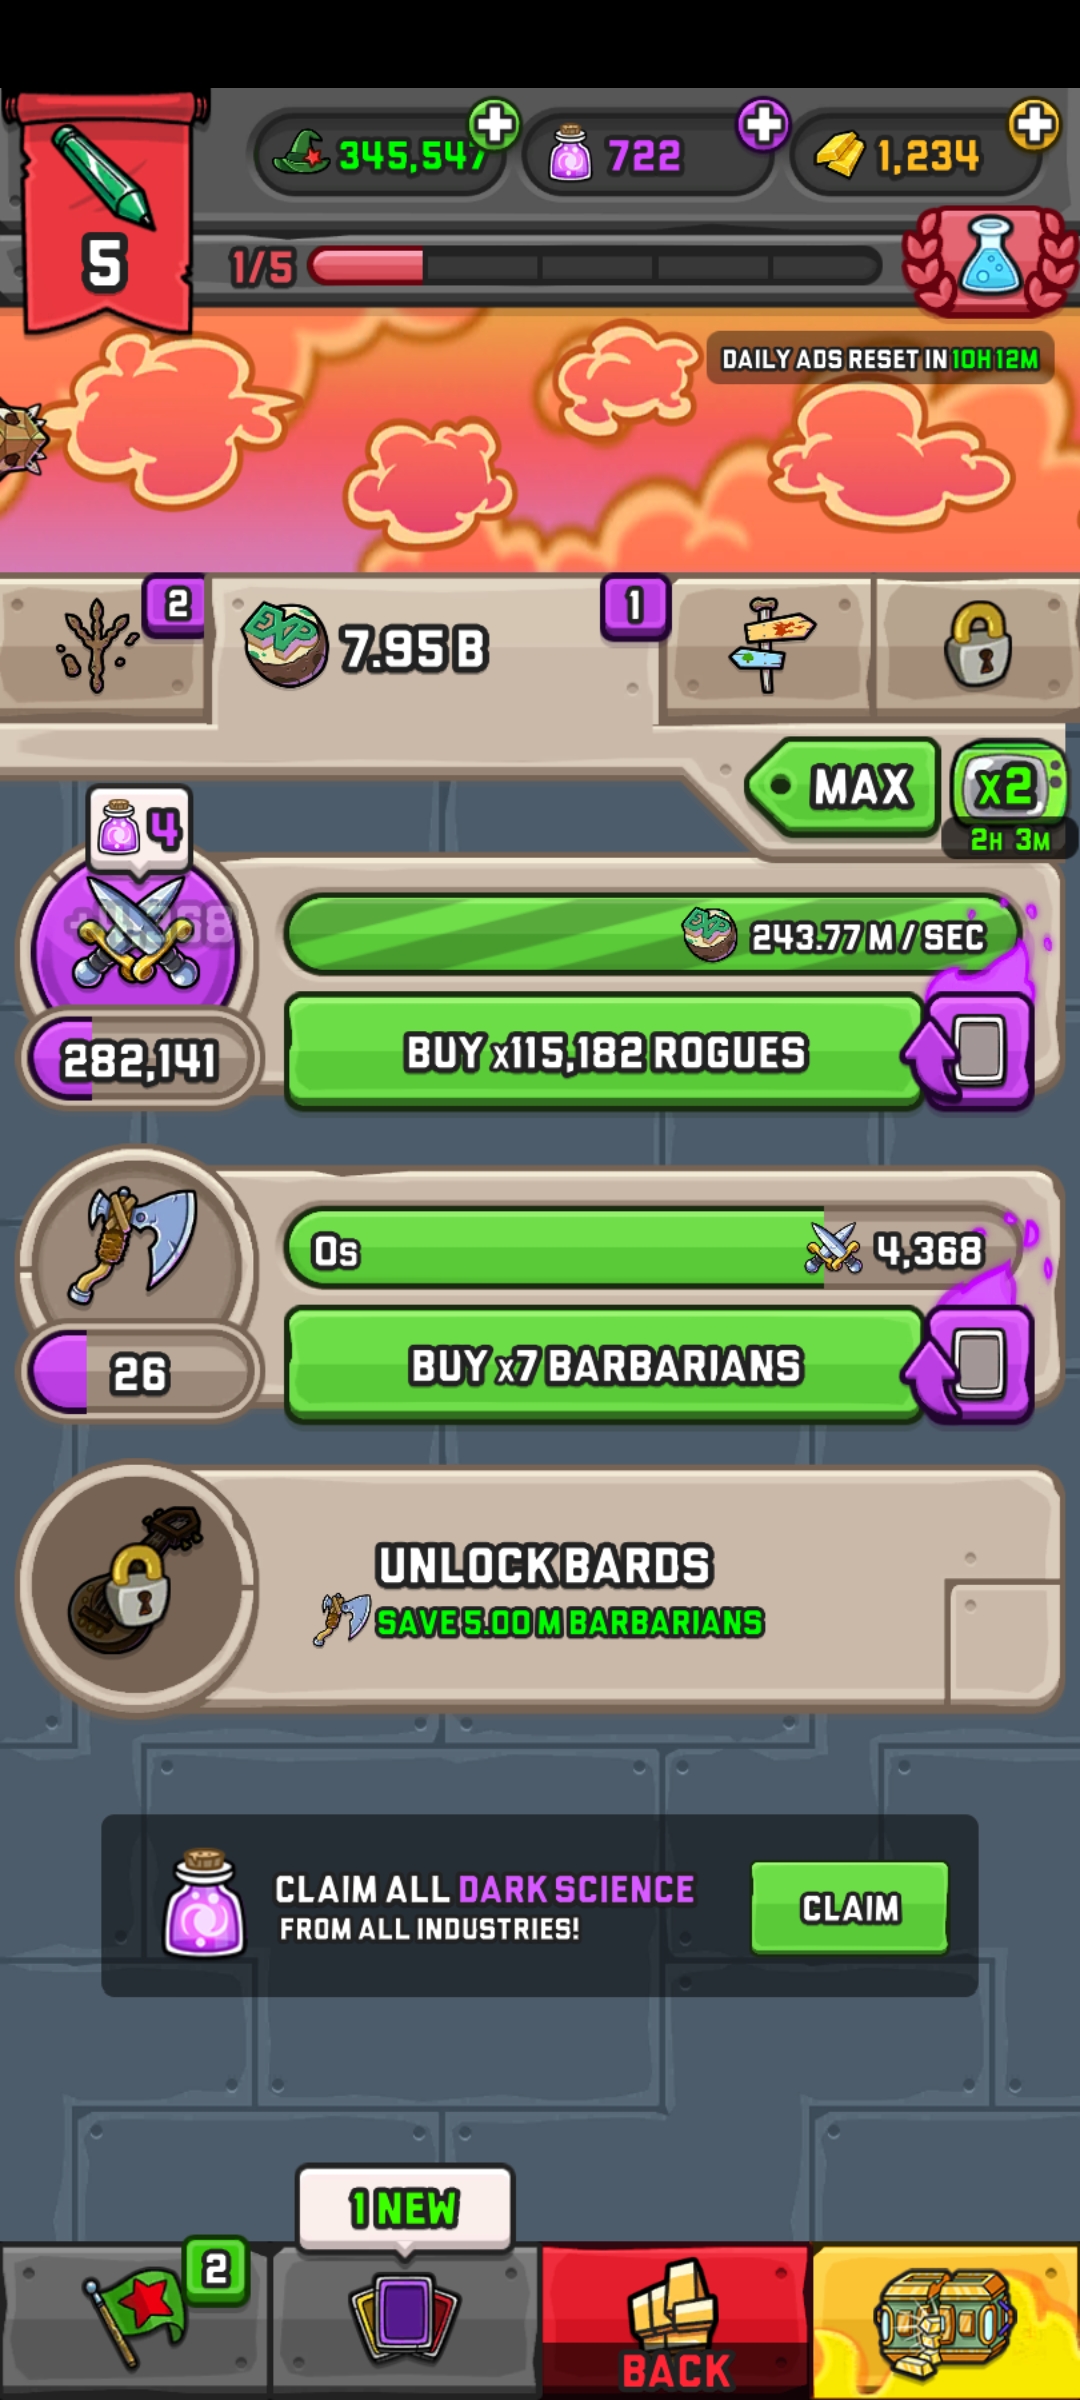 345,547
722
1,234
5
1/5
DAILY ADS RESET IN 10H 12M
2
EXP
7.95 B
1
MAX
x2
2H 3M
4
EXP
243.77 M / SEC
282,141
BUY x115,182 ROGUES
0s
4,368
26
BUY x7 BARBARIANS
UNLOCK BARDS
SAVE 5.00 M BARBARIANS
CLAIM ALL DARK SCIENCE
FROM ALL INDUSTRIES!
CLAIM
1 NEW
2
BACK